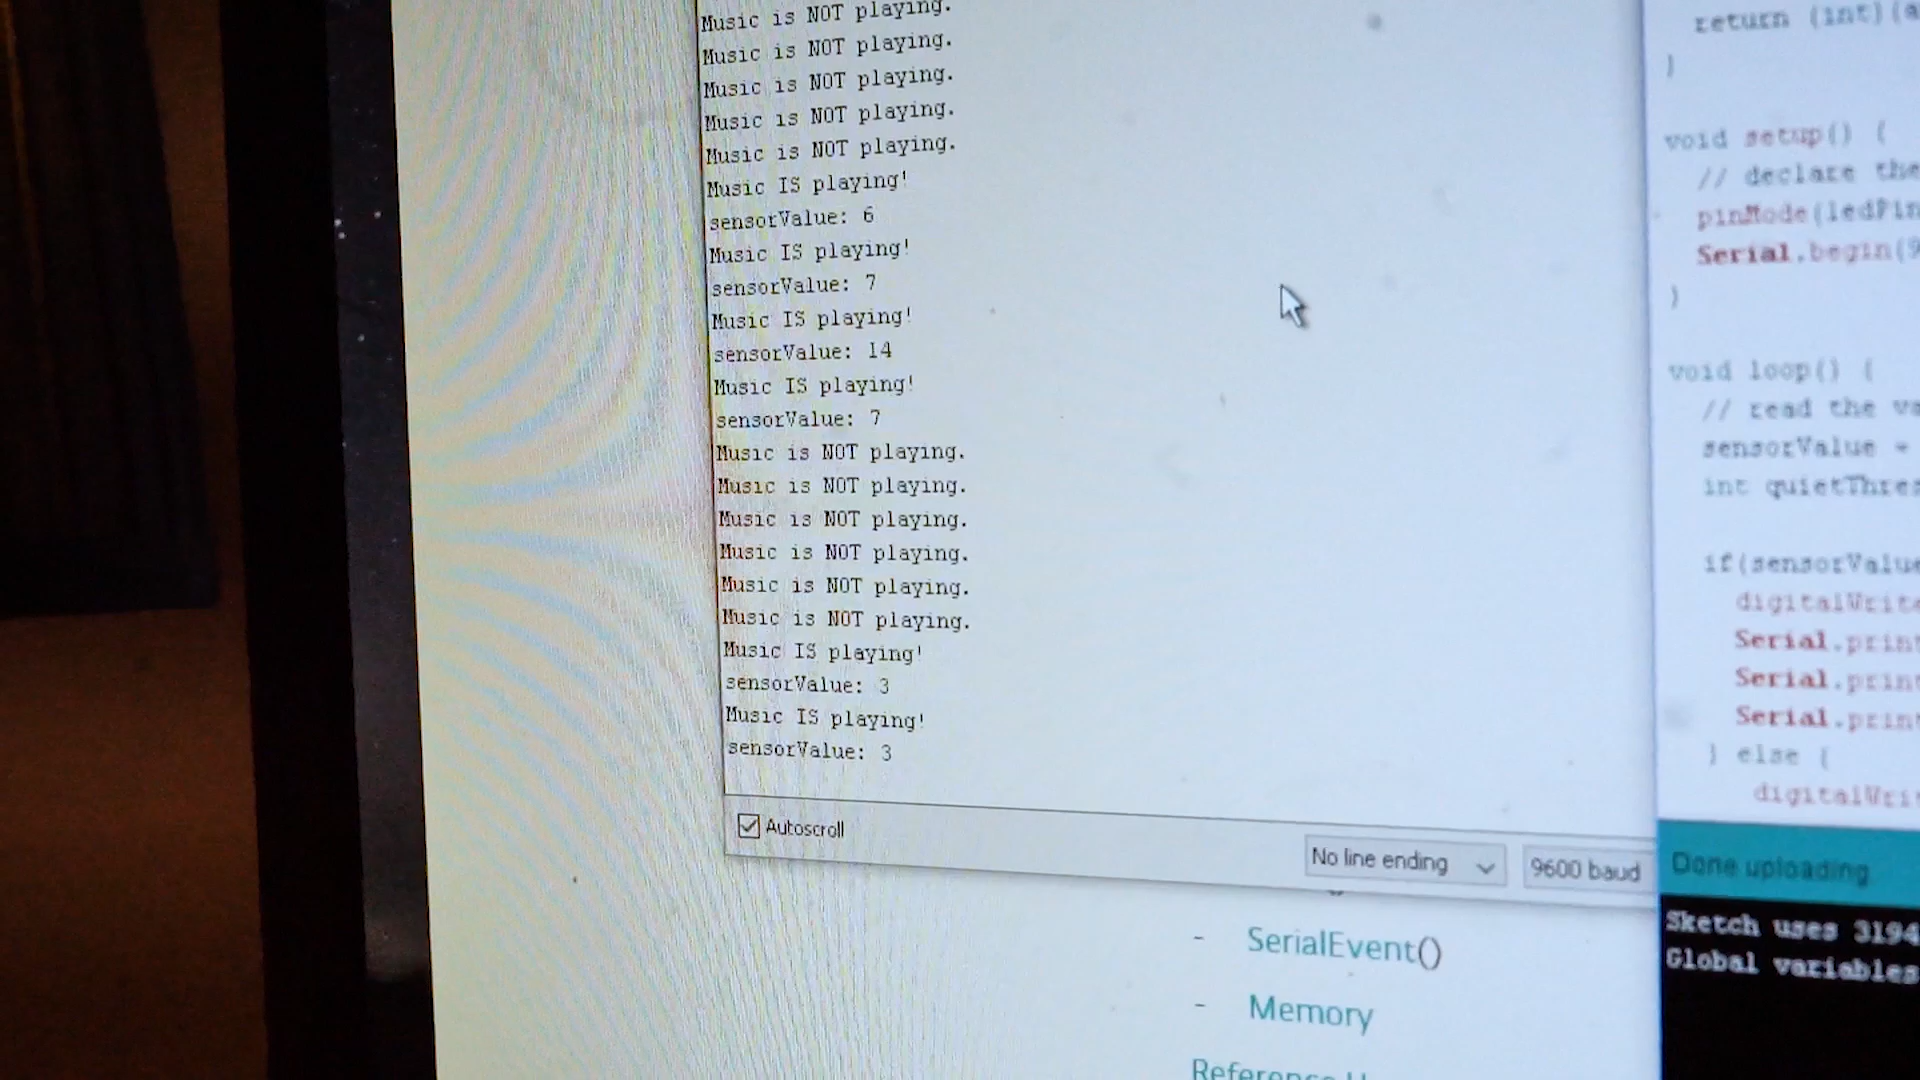 Music is NOT playing.
Music is NOT playing.
Music is NOT playing.
Music is NOT playing.
Music is NOT playing.
Music IS playing!
sensorValue: 6
Music IS playing!
sensorValue: 7
Music IS playing!
sensorValue: 14
Music IS playing!
sensorValue: 7
Music is NOT playing.
Music is NOT playing.
Music is NOT playing.
Music is NOT playing.
Music is NOT playing.
Music is NOT playing.
Music IS playing!
sensorValue: 3
Music IS playing!
sensorValue: 3
Autoscroll
No line ending
9600 baud
- SerialEvent()
- Memory
return (int)(a
}
void setup() {
// declare the
pinMode(ledPin
Serial.begin(9
}
void loop() {
// read the va
sensorValue =
int quietThres
if(sensorValue
digitalWrite
Serial.print
Serial.print
Serial.print
} else {
digitalWri
Done uploading
Sketch uses 3194
Global variables